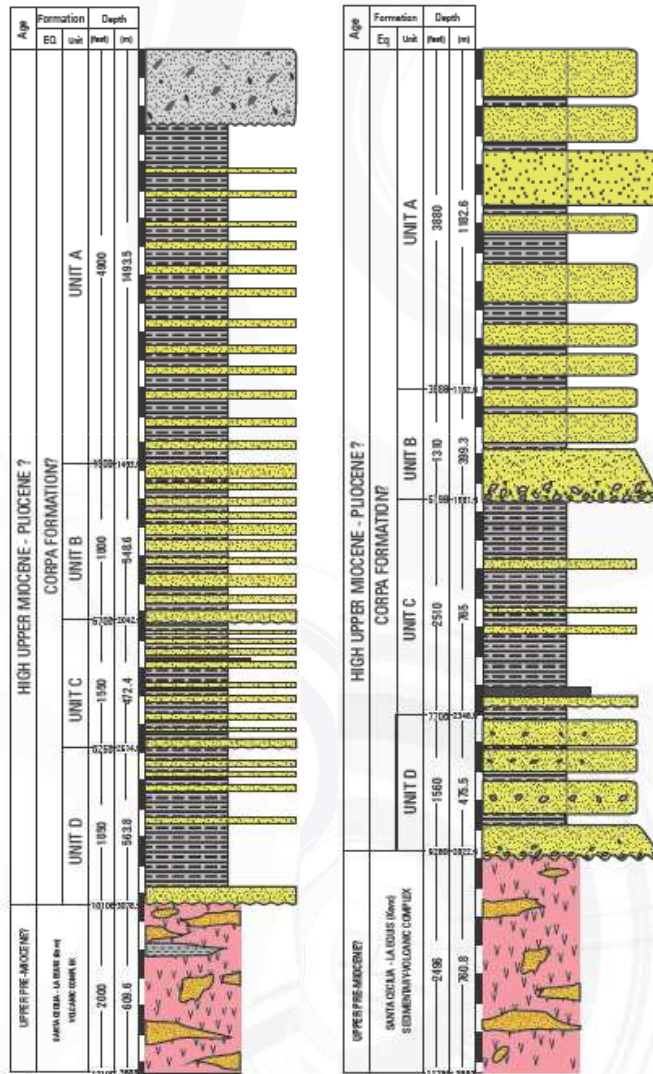 Age
Formation
Depth
EQ
Unit
(feet)
(m)
HIGH UPPER MIOCENE - PLIOCENE ?
CORPA FORMATION?
UNIT A
4900
1493.5
UNIT B
1800
548.6
UNIT C
1550
472.4
UNIT D
1850
563.8
UPPER PRE-MIOCENE?
VOLCANIC COMPLEX
2000
609.6
Age
Formation
Depth
Eq
Unit
(feet)
(m)
HIGH UPPER MIOCENE - PLIOCENE ?
CORPA FORMATION?
UNIT A
3880
1182.6
UNIT B
1310
399.3
UNIT C
2510
765
UNIT D
1560
475.5
UPPER PRE-MIOCENE?
SANTA CECILIA - LA EQUIS (Kers)
SEDIMENTARY-VOLCANIC COMPLEX
2496
760.8